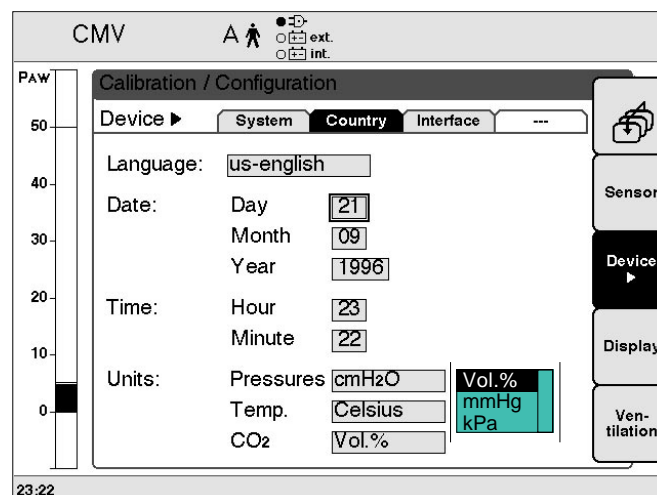 CMV A ext.
int.
PAW
Calibration / Configuration
Device ▶ System Country Interface ---
50
Language: us-english
40
Date: Day 21
Month 09
30
Year 1996
20
Time: Hour 23
Minute 22
10
Units: Pressures cmH2O Vol.%
mmHg
0
Temp. Celsius
kPa
CO2 Vol.%
Sensor
Device
▶
Display
Ven-
tilation
23:22